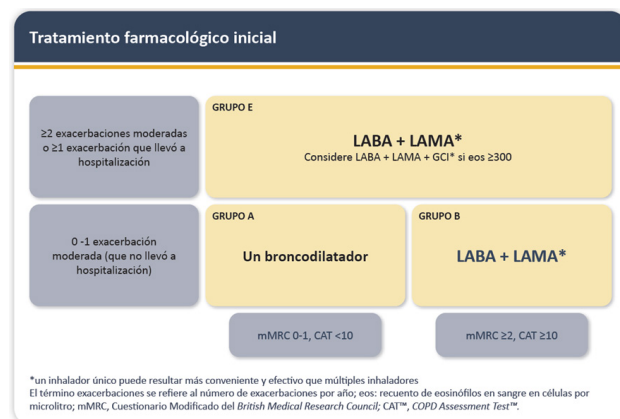 Tratamiento farmacológico inicial
≥2 exacerbaciones moderadas
o ≥1 exacerbación que llevó a
hospitalización
GRUPO E
LABA + LAMA*
Considere LABA + LAMA + GCI* si eos ≥300
0 -1 exacerbación
moderada (que no llevó a
hospitalización)
GRUPO A
Un broncodilatador
GRUPO B
LABA + LAMA*
mMRC 0-1, CAT <10
mMRC ≥2, CAT ≥10
*un inhalador único puede resultar más conveniente y efectivo que múltiples inhaladores
El término exacerbaciones se refiere al número de exacerbaciones por año; eos: recuento de eosinófilos en sangre en células por
microlitro; mMRC, Cuestionario Modificado del British Medical Research Council; CAT™, COPD Assessment Test™.